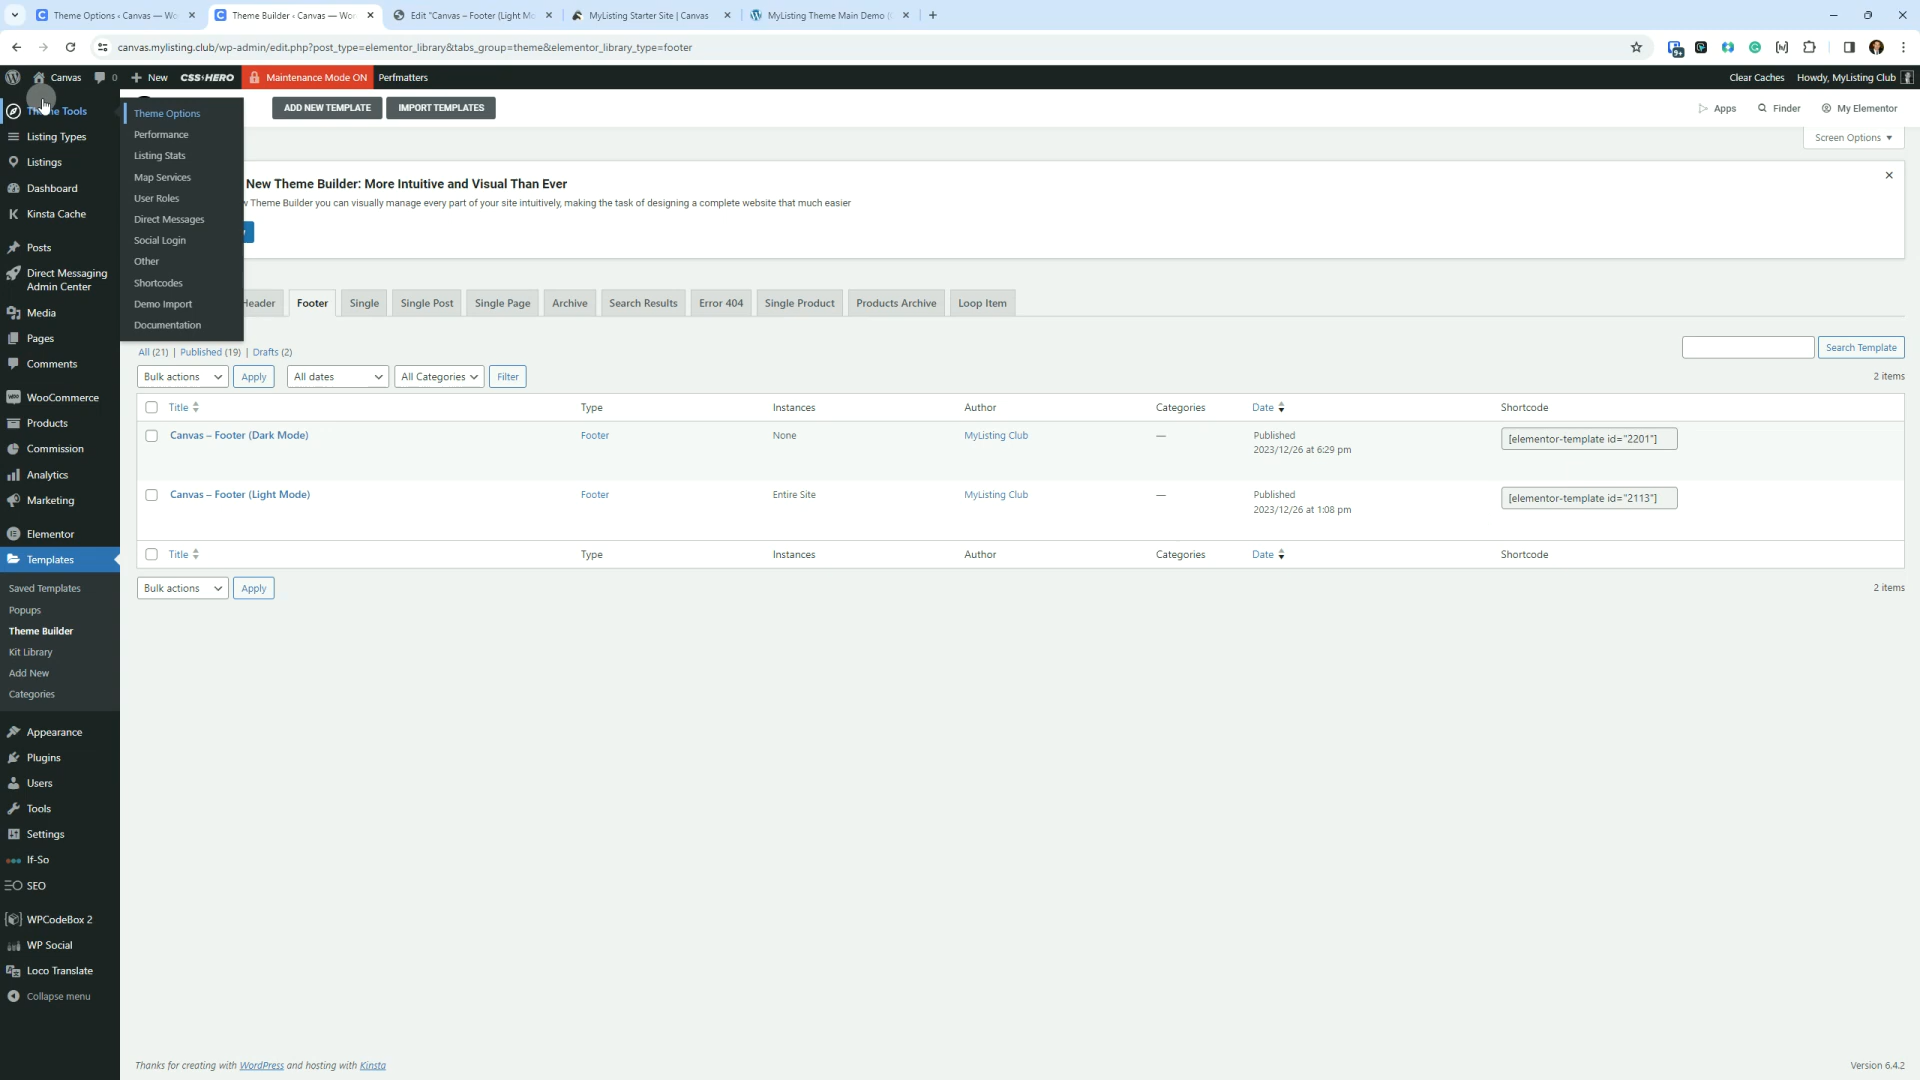 Theme Options ‹ Canvas — Wo
Theme Builder ‹ Canvas — Wor
Edit "Canvas – Footer (Light Mo
MyListing Starter Site | Canvas
MyListing Theme Main Demo (
canvas.mylisting.club/wp-admin/edit.php?post_type=elementor_library&tabs_group=theme&elementor_library_type=footer
9+
Canvas
0
New
CSS HERO
Maintenance Mode ON
Perfmatters
Clear Caches
Howdy, MyListing Club
Theme Tools
Listing Types
Listings
Dashboard
Kinsta Cache
Posts
Direct Messaging
Admin Center
Media
Pages
Comments
WooCommerce
Products
Commission
Analytics
Marketing
Elementor
Templates
Saved Templates
Popups
Theme Builder
Kit Library
Add New
Categories
Appearance
Plugins
Users
Tools
Settings
If-So
SEO
WPCodeBox 2
WP Social
Loco Translate
Collapse menu
Theme Options
Performance
Listing Stats
Map Services
User Roles
Direct Messages
Social Login
Other
Shortcodes
Demo Import
Documentation
ADD NEW TEMPLATE
IMPORT TEMPLATES
Apps
Finder
My Elementor
Screen Options
New Theme Builder: More Intuitive and Visual Than Ever
Theme Builder you can visually manage every part of your site intuitively, making the task of designing a complete website that much easier
Header
Footer
Single
Single Post
Single Page
Archive
Search Results
Error 404
Single Product
Products Archive
Loop Item
All (21) | Published (19) | Drafts (2)
Search Template
Bulk actions
Apply
All dates
All Categories
Filter
2 items
Title
Type
Instances
Author
Categories
Date
Shortcode
Canvas – Footer (Dark Mode)
Footer
None
MyListing Club
—
Published
2023/12/26 at 6:29 pm
[elementor-template id="2201"]
Canvas – Footer (Light Mode)
Footer
Entire Site
MyListing Club
—
Published
2023/12/26 at 1:08 pm
[elementor-template id="2113"]
Title
Type
Instances
Author
Categories
Date
Shortcode
Bulk actions
Apply
2 items
Thanks for creating with WordPress and hosting with Kinsta
Version 6.4.2